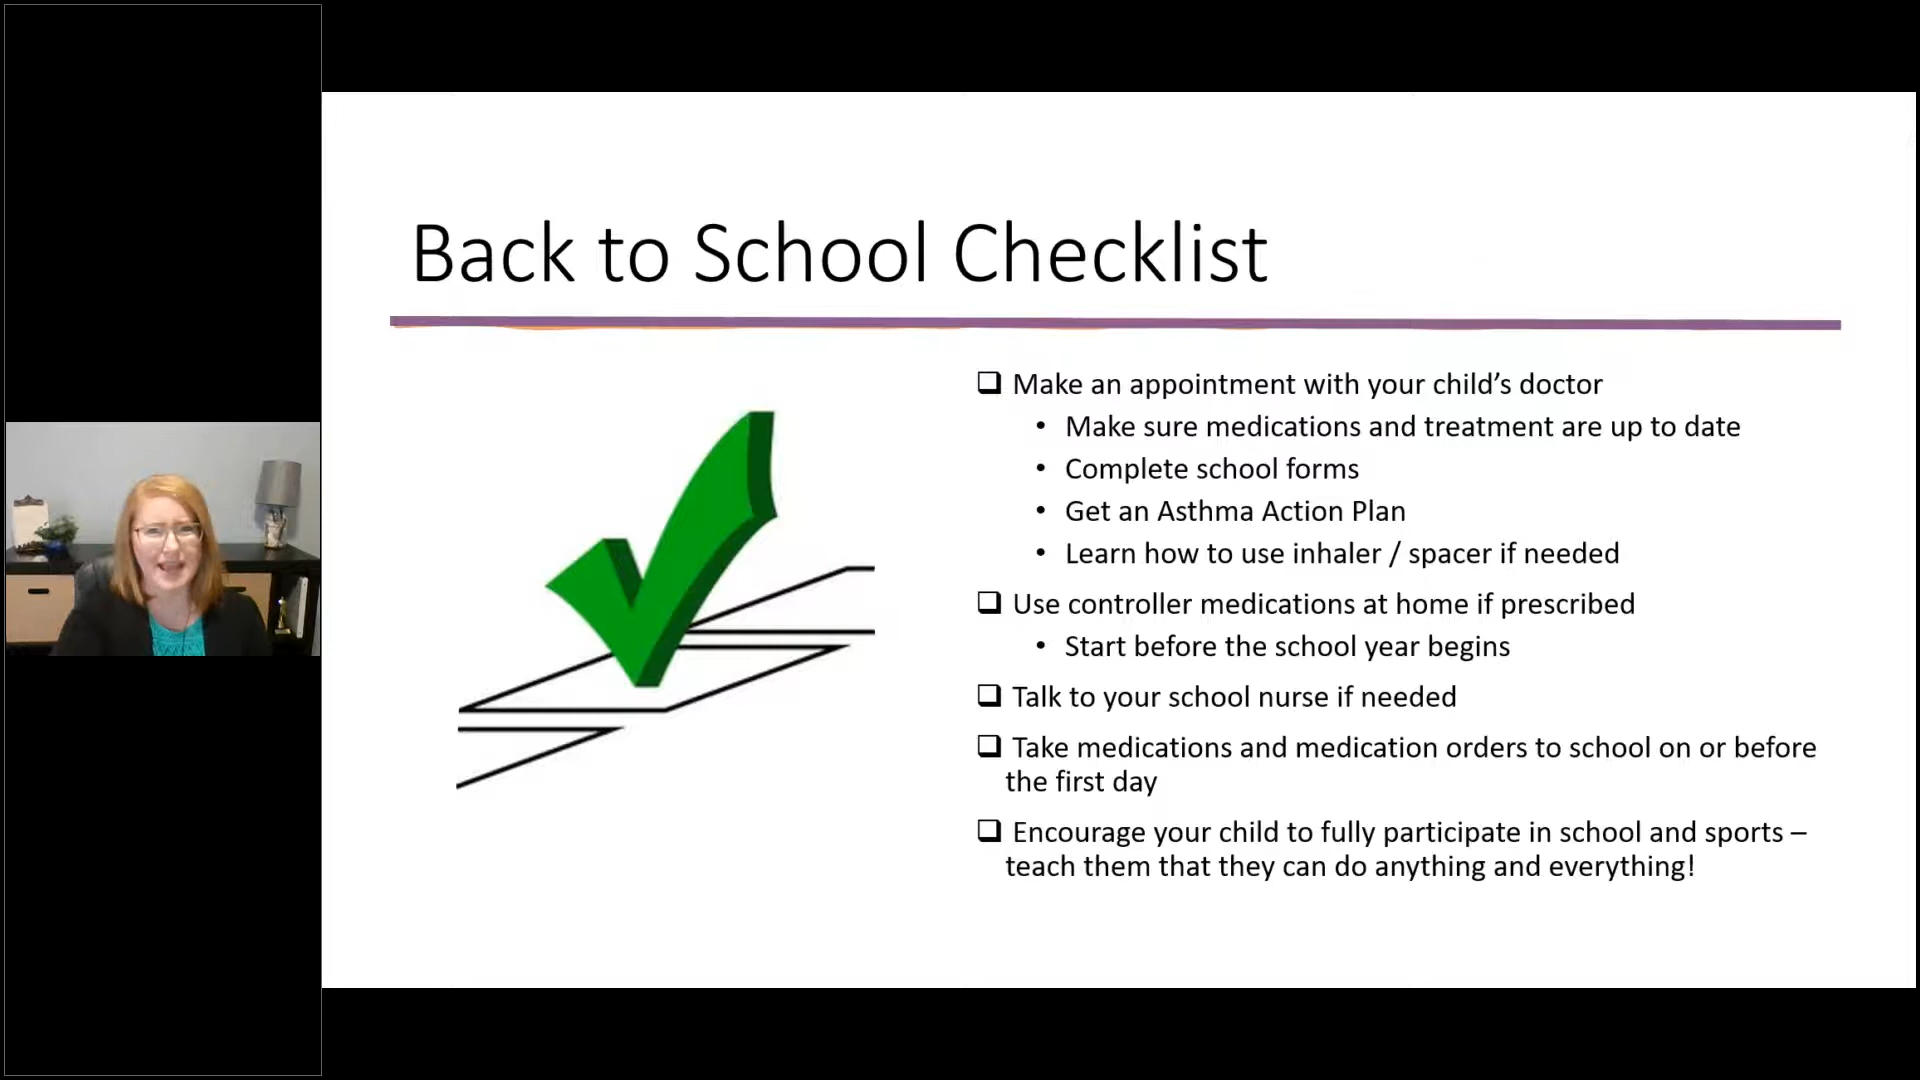 Back to School Checklist
❑ Make an appointment with your child’s doctor
• Make sure medications and treatment are up to date
• Complete school forms
• Get an Asthma Action Plan
• Learn how to use inhaler / spacer if needed
❑ Use controller medications at home if prescribed
• Start before the school year begins
❑ Talk to your school nurse if needed
❑ Take medications and medication orders to school on or before
the first day
❑ Encourage your child to fully participate in school and sports –
teach them that they can do anything and everything!